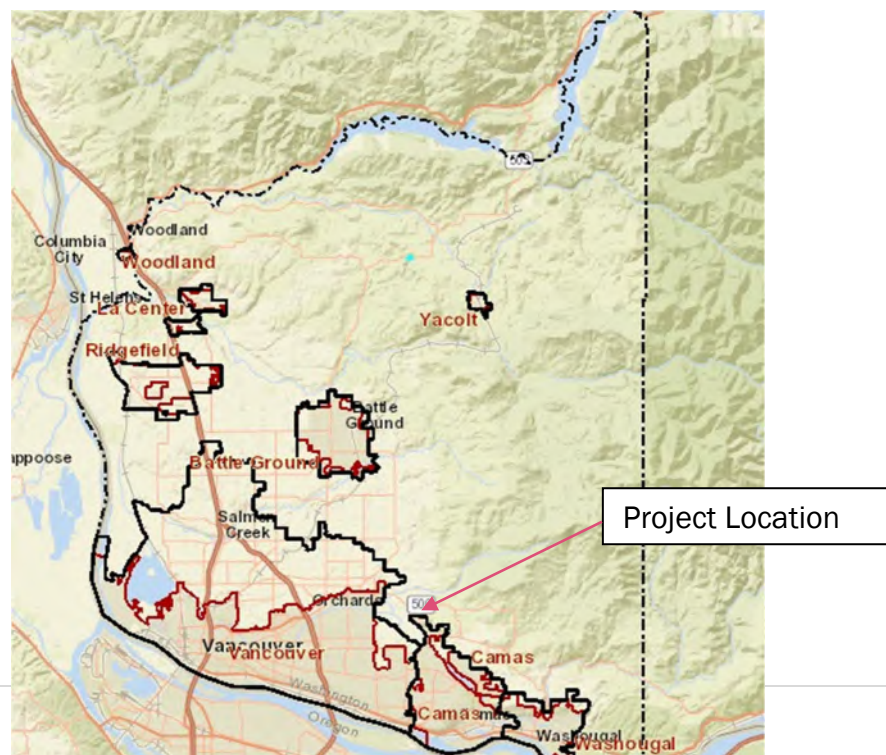 503
Woodland
Columbia
City
Woodland
St Helens
La Center
Yacolt
Ridgefield
Battle
Ground
appoose
Battle Ground
Project Location
Salmon
Creek
Orchards
Vancouver
Vancouver
Camas
Washington
Oregon
Camas
Washougal
Washougal